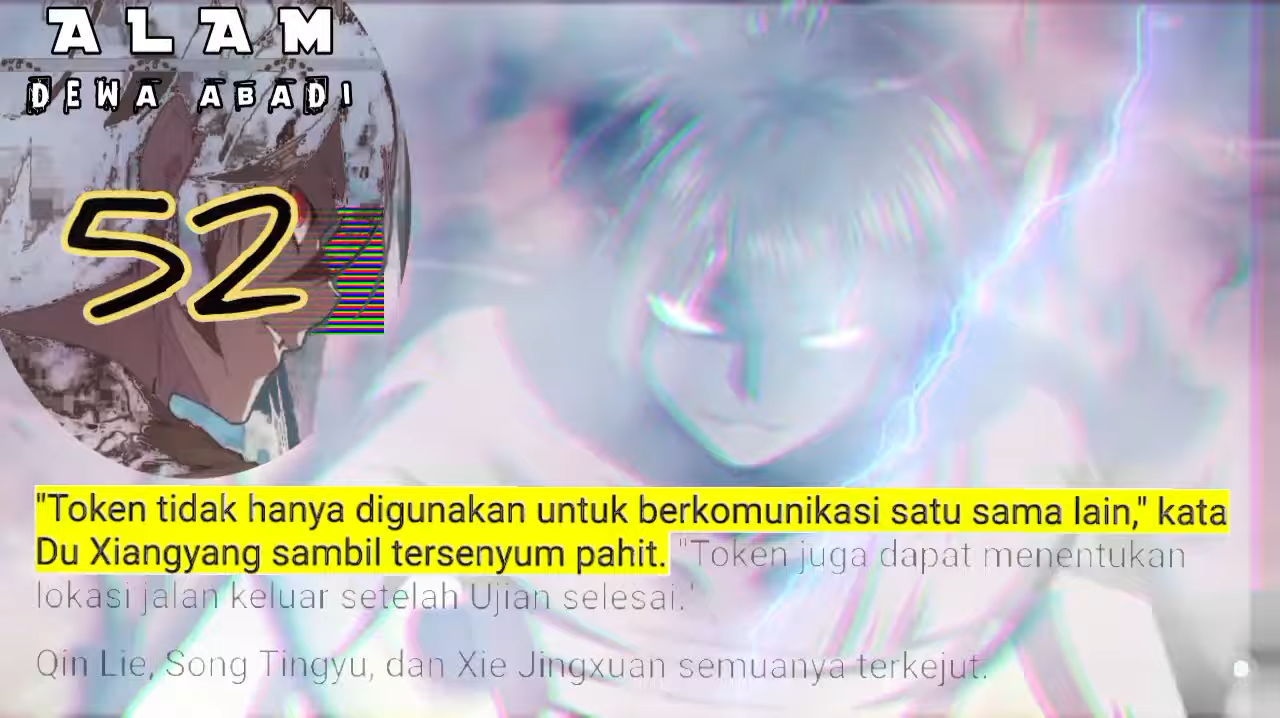 ALAM
DEWA ABADI
52
"Token tidak hanya digunakan untuk berkomunikasi satu sama lain," kata
Du Xiangyang sambil tersenyum pahit. "Token juga dapat menentukan
lokasi jalan keluar setelah Ujian selesai."
Qin Lie, Song Tingyu, dan Xie Jingxuan semuanya terkejut.